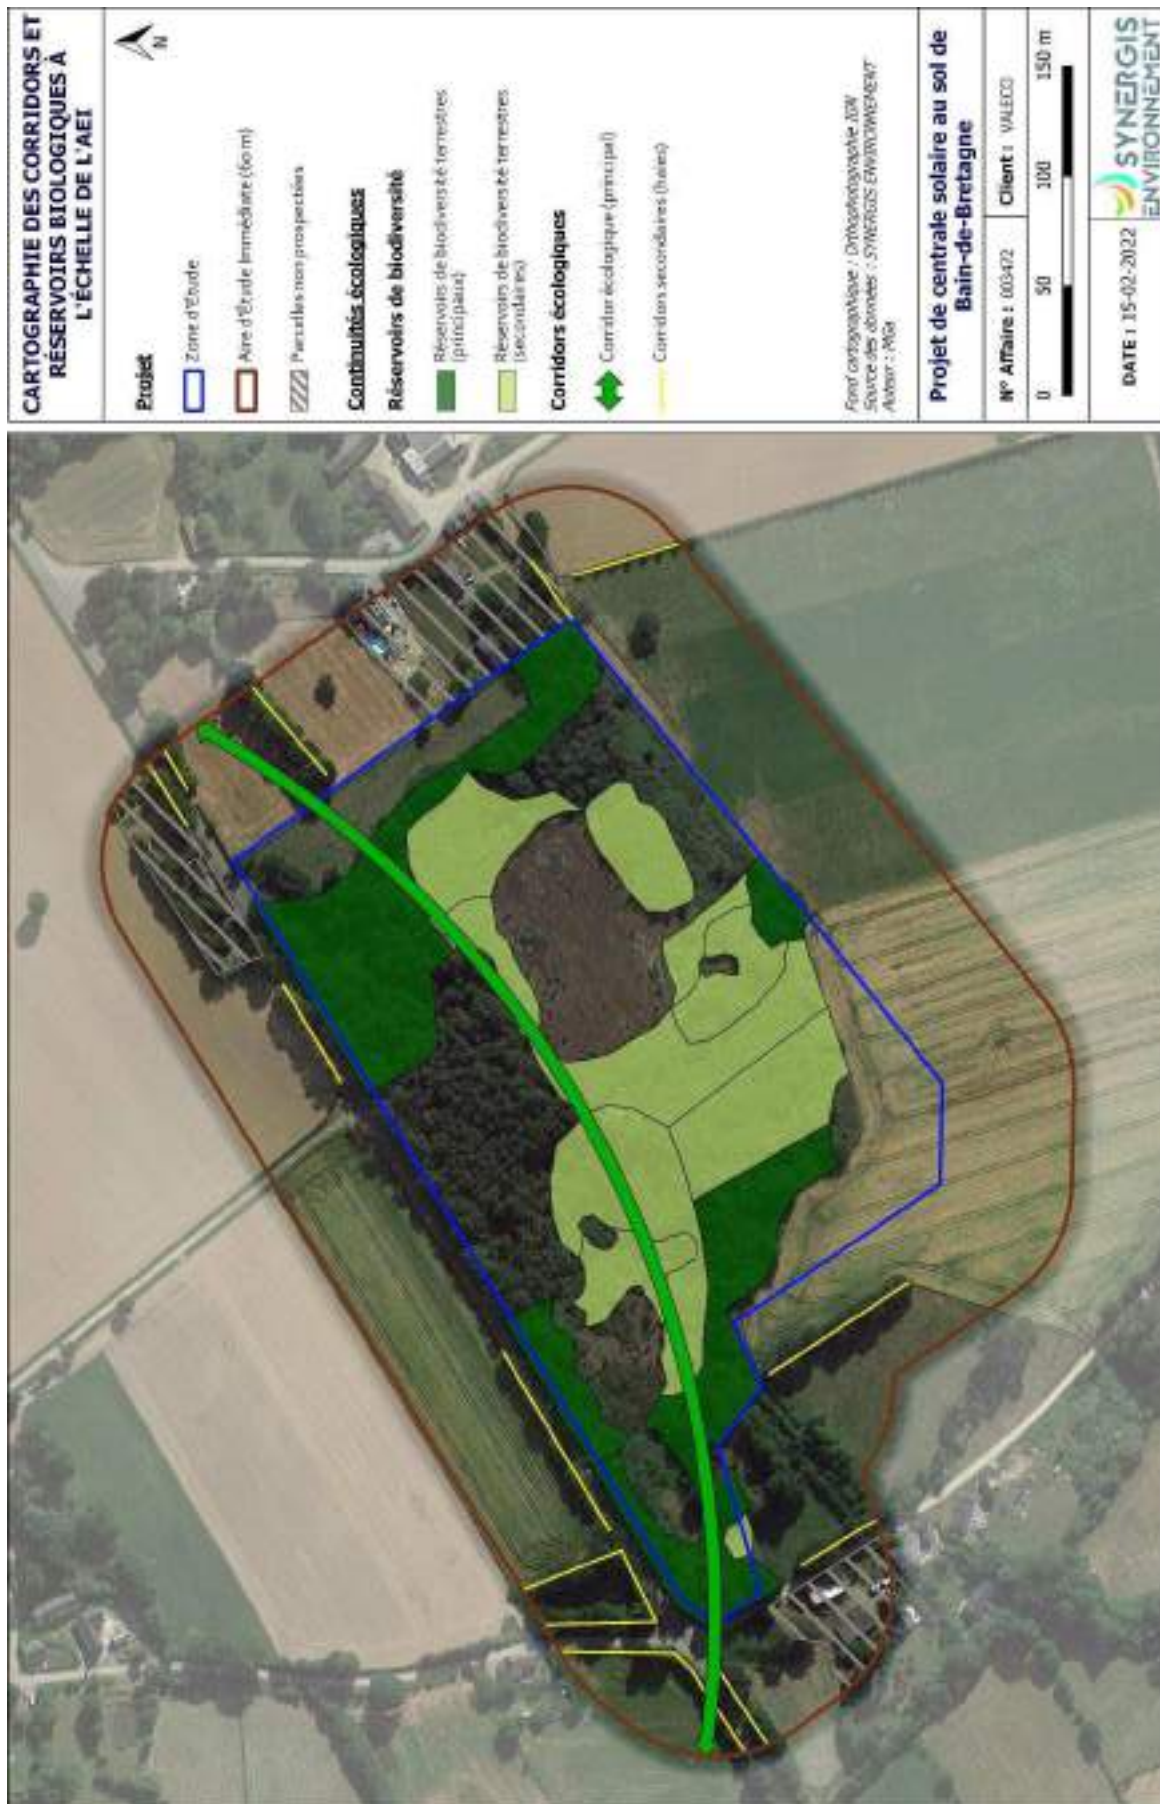 CARTOGRAPHIE DES CORRIDORS ET
RÉSERVOIRS BIOLOGIQUES À
L'ÉCHELLE DE L'AEI
N
Projet
Zone d'Etude
Aire d'Étude Immédiate (60 m)
Parcelles non prospectées
Continuités écologiques
Réservoirs de biodiversité
Réservoirs de biodiversité terrestres
(principaux)
Réservoirs de biodiversité terrestres
(secondaires)
Corridors écologiques
Corridor écologique (principal)
Corridors secondaires (haies)
Fond cartographique : Orthophotographie IGN
Source des données : SYNERGIS ENVIRONNEMENT
Auteur : MGa
Projet de centrale solaire au sol de
Bain-de-Bretagne
N° Affaire : 003472
Client : VALECO
0 50 100 150 m
DATE : 15-02-2022
SYNERGIS
ENVIRONNEMENT